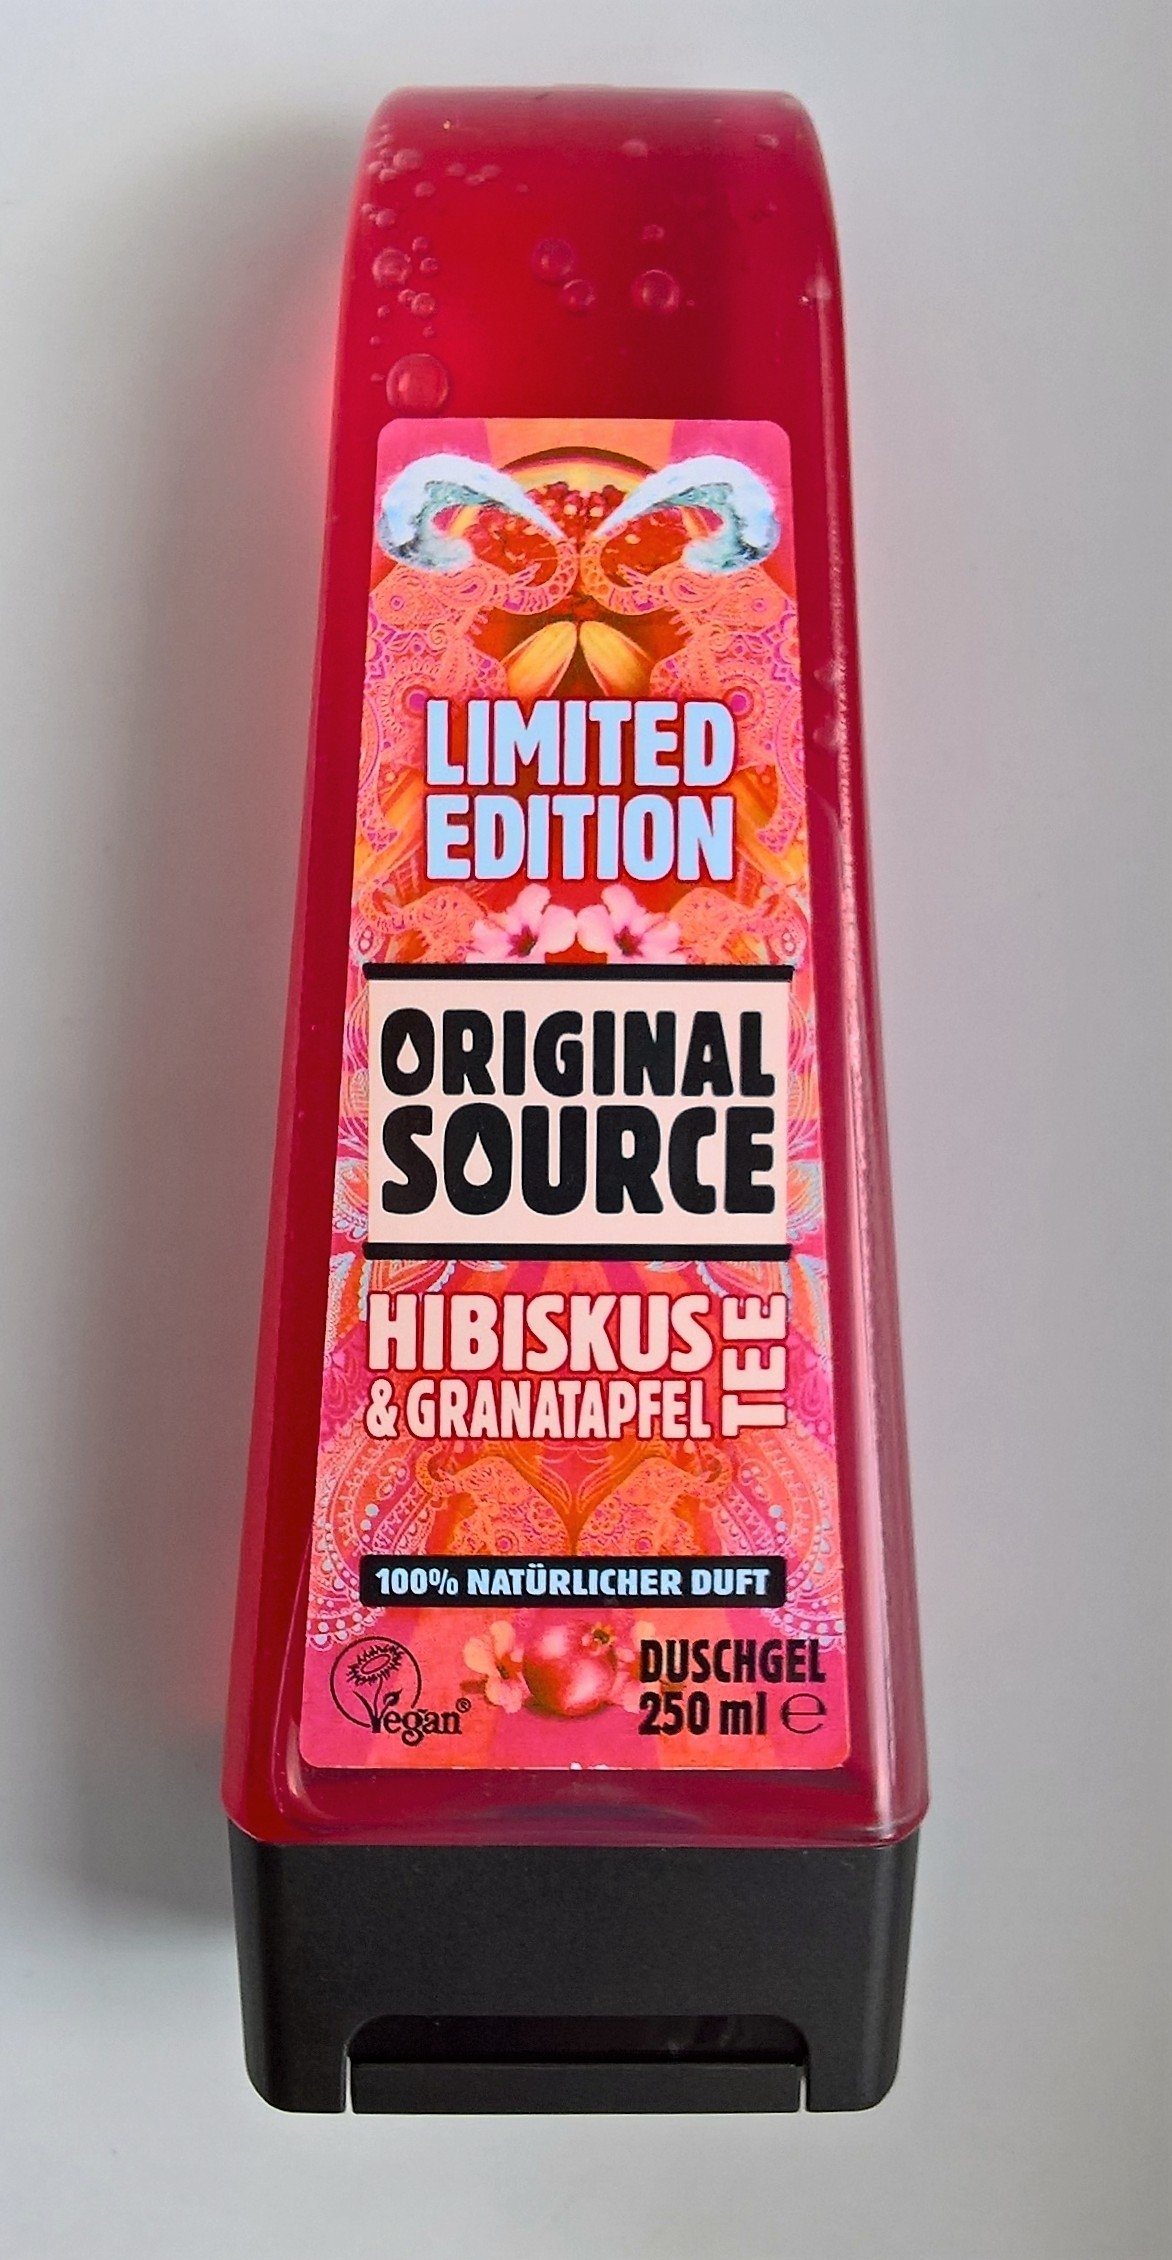 LIMITED
EDITION
ORIGINAL
SOURCE
HIBISKUS
& GRANATAPFEL
TEE
100% NATÜRLICHER DUFT
Vegan®
DUSCHGEL
250 ml ℮